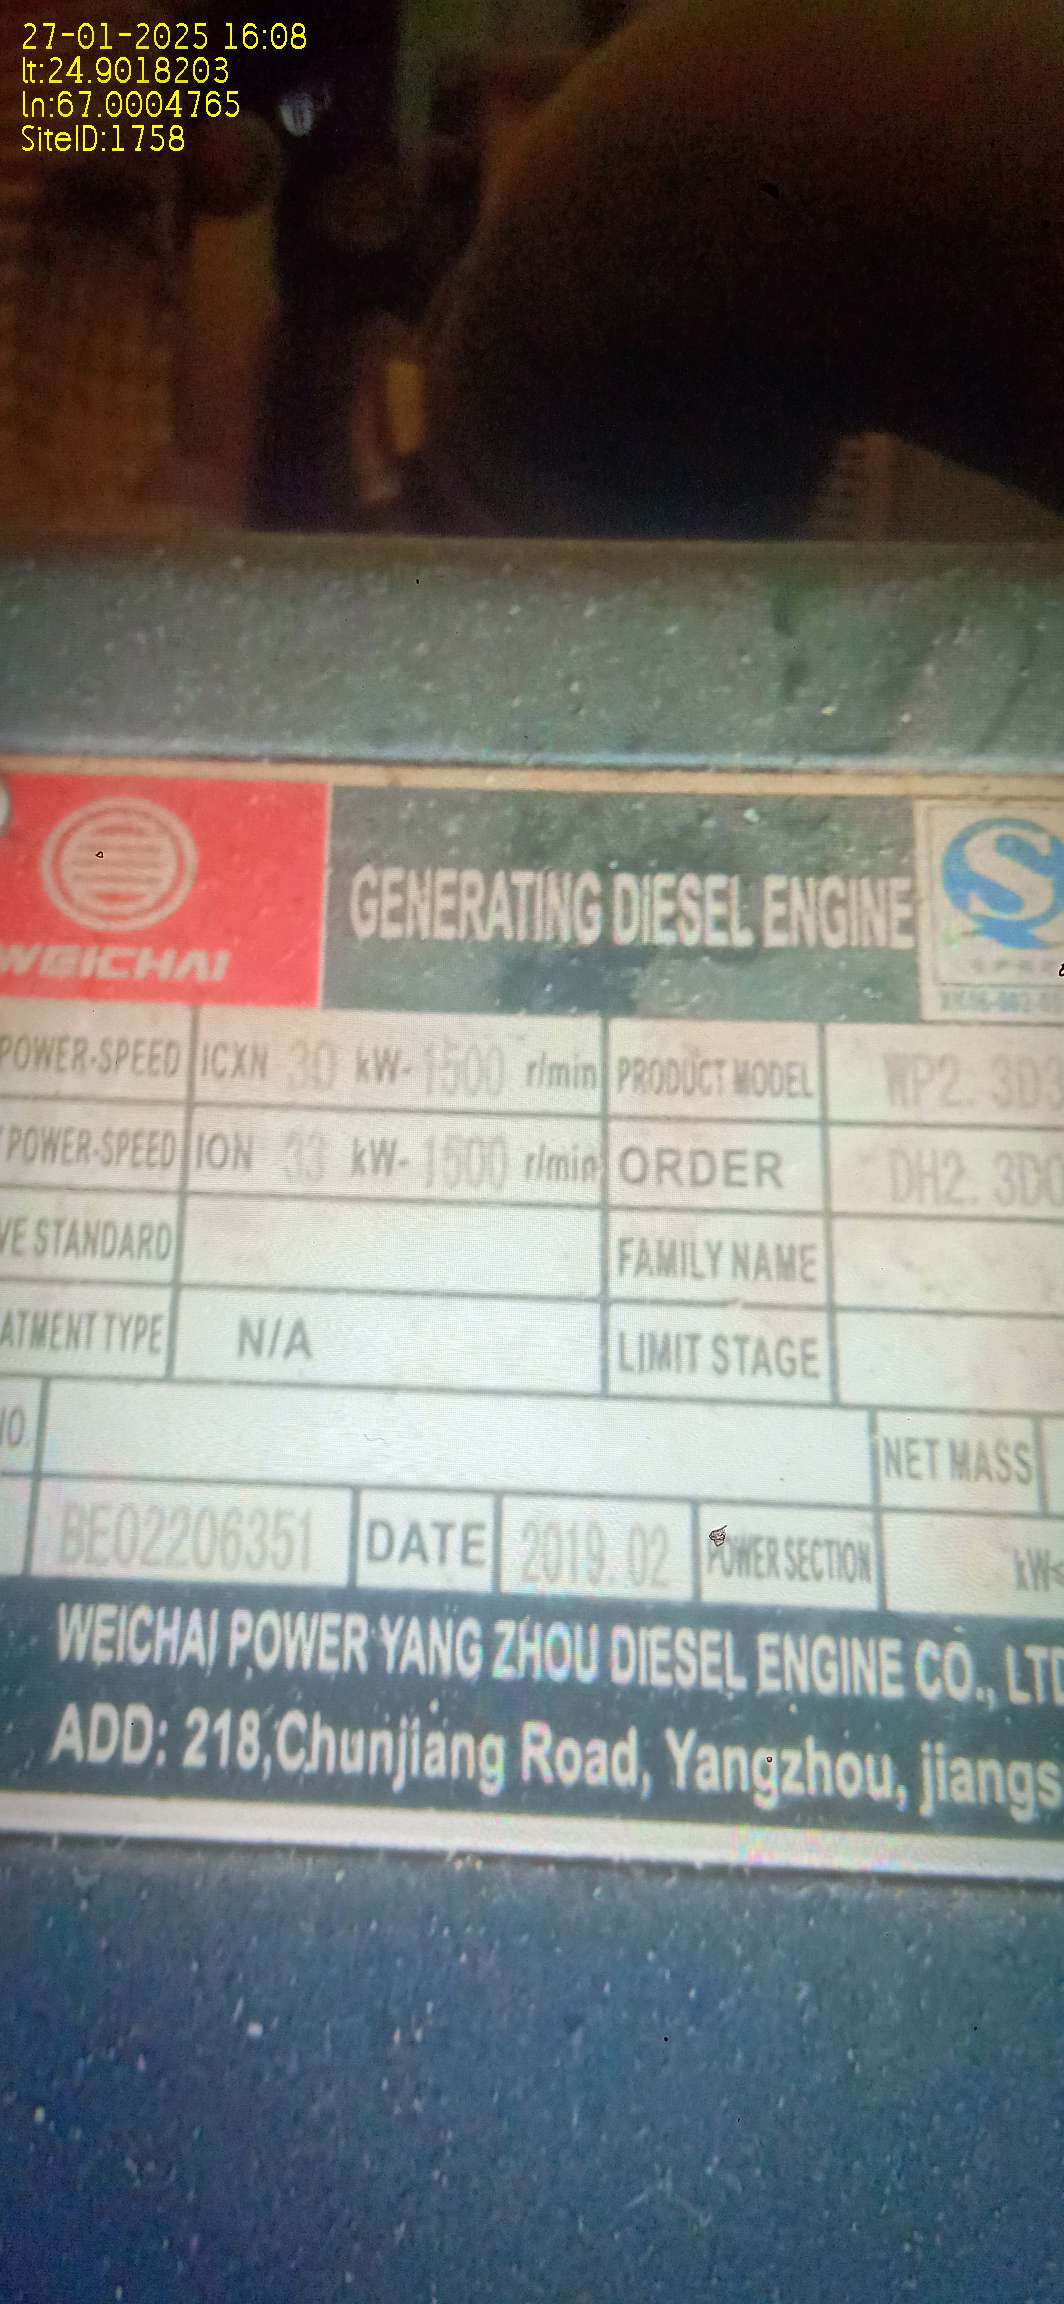 27-01-2025 16:08
lt:24.9018203
ln:67.0004765
SiteID:1758
WEICHAI
GENERATING DIESEL ENGINE
S
POWER-SPEED ICXN 30 kW- 1500 r/min PRODUCT MODEL WP2.3D3
POWER-SPEED ION 33 kW- 1500 r/min ORDER DH2.3D0
VE STANDARD FAMILY NAME
ATMENT TYPE N/A LIMIT STAGE
NO. NET MASS
DATE 2019.02 POWER SECTION kW<
WEICHAI POWER YANG ZHOU DIESEL ENGINE CO., LTD
ADD: 218,Chunjiang Road, Yangzhou, jiangs